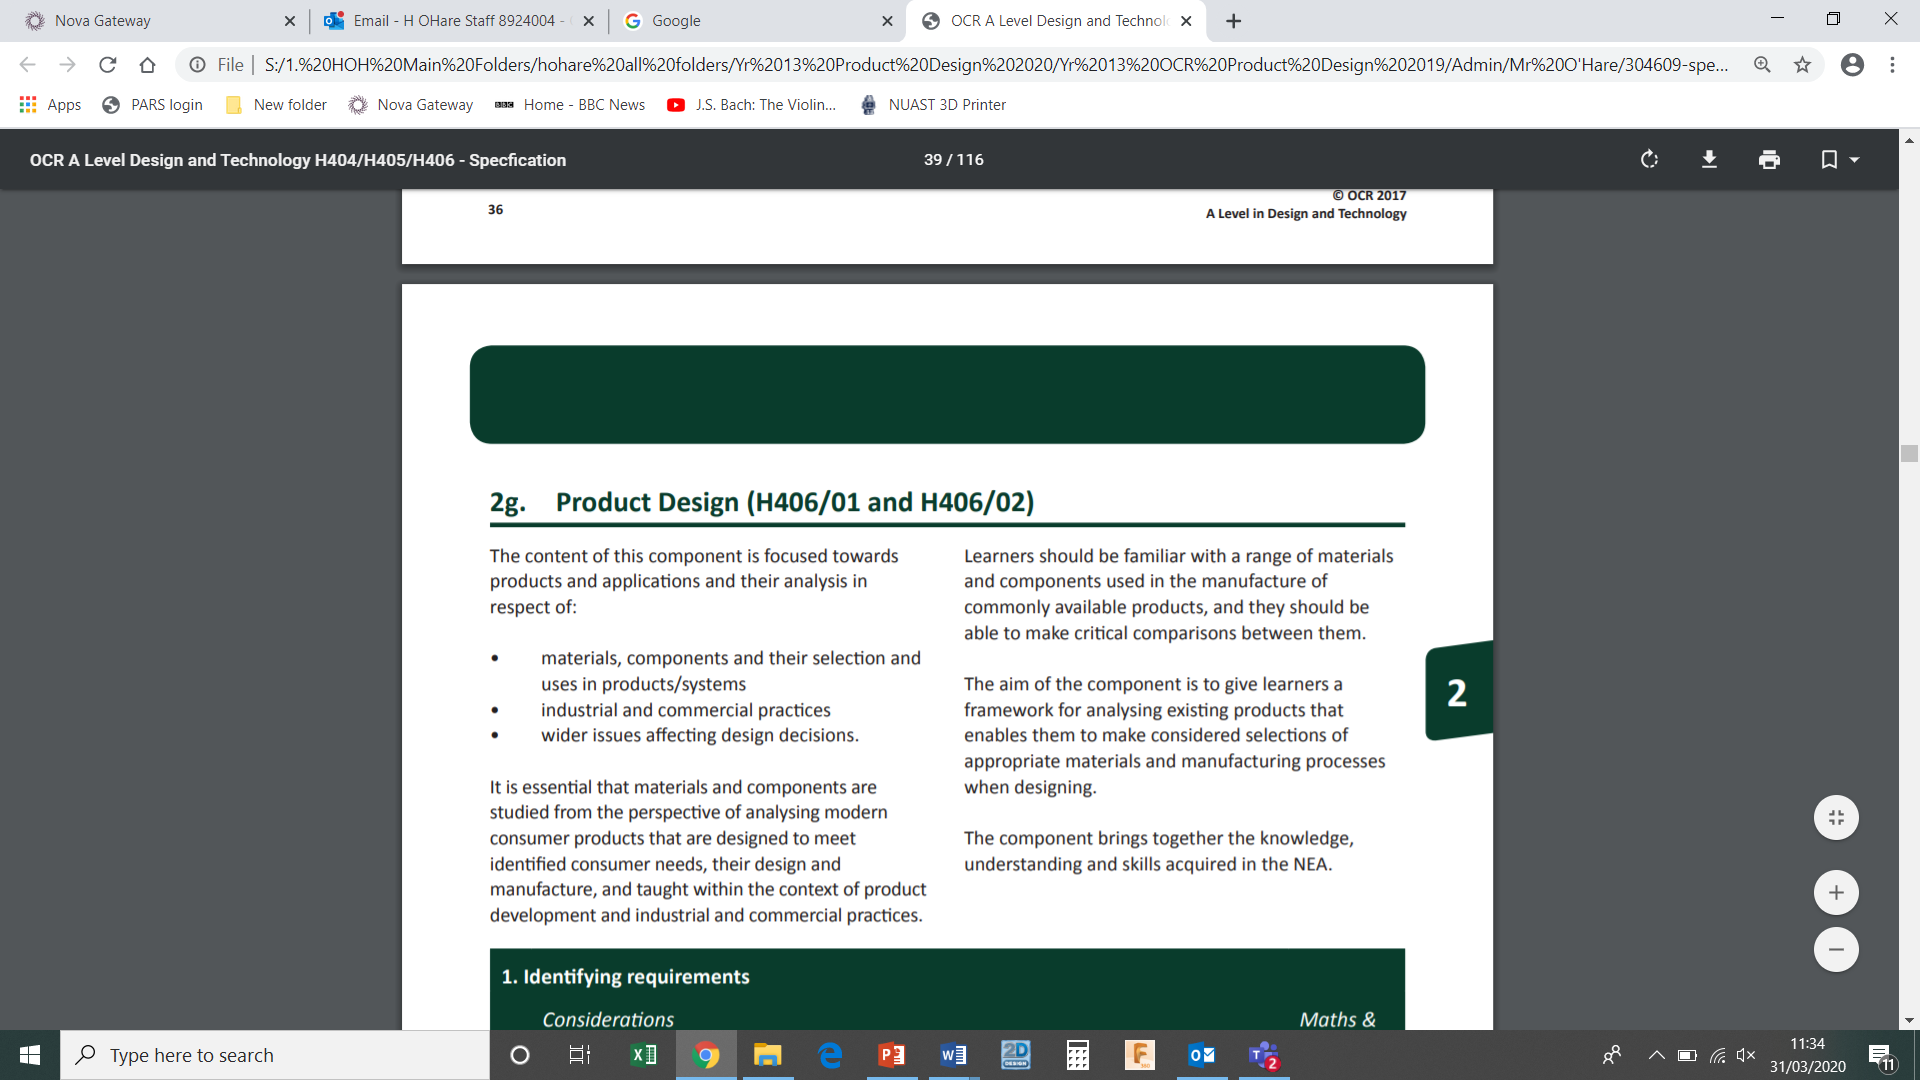 Nova Gateway
Email - H OHare Staff 8924004 -
Google
OCR A Level Design and Technol
File S:/1.%20HOH%20Main%20Folders/hohare%20all%20folders/Yr%2013%20Product%20Design%202020/Yr%2013%20OCR%20Product%20Design%202019/Admin/Mr%20O'Hare/304609-spe...
Apps
PARS login
New folder
Nova Gateway
BBC Home - BBC News
J.S. Bach: The Violin...
NUAST 3D Printer
OCR A Level Design and Technology H404/H405/H406 - Specfication
39 / 116
36
© OCR 2017
A Level in Design and Technology
2g. Product Design (H406/01 and H406/02)
The content of this component is focused towards
products and applications and their analysis in
respect of:
• materials, components and their selection and
uses in products/systems
• industrial and commercial practices
• wider issues affecting design decisions.
It is essential that materials and components are
studied from the perspective of analysing modern
consumer products that are designed to meet
identified consumer needs, their design and
manufacture, and taught within the context of product
development and industrial and commercial practices.
Learners should be familiar with a range of materials
and components used in the manufacture of
commonly available products, and they should be
able to make critical comparisons between them.
The aim of the component is to give learners a
framework for analysing existing products that
enables them to make considered selections of
appropriate materials and manufacturing processes
when designing.
The component brings together the knowledge,
understanding and skills acquired in the NEA.
2
1. Identifying requirements
Considerations
Maths &
Type here to search
2D
DESIGN
2
11:34
31/03/2020
11